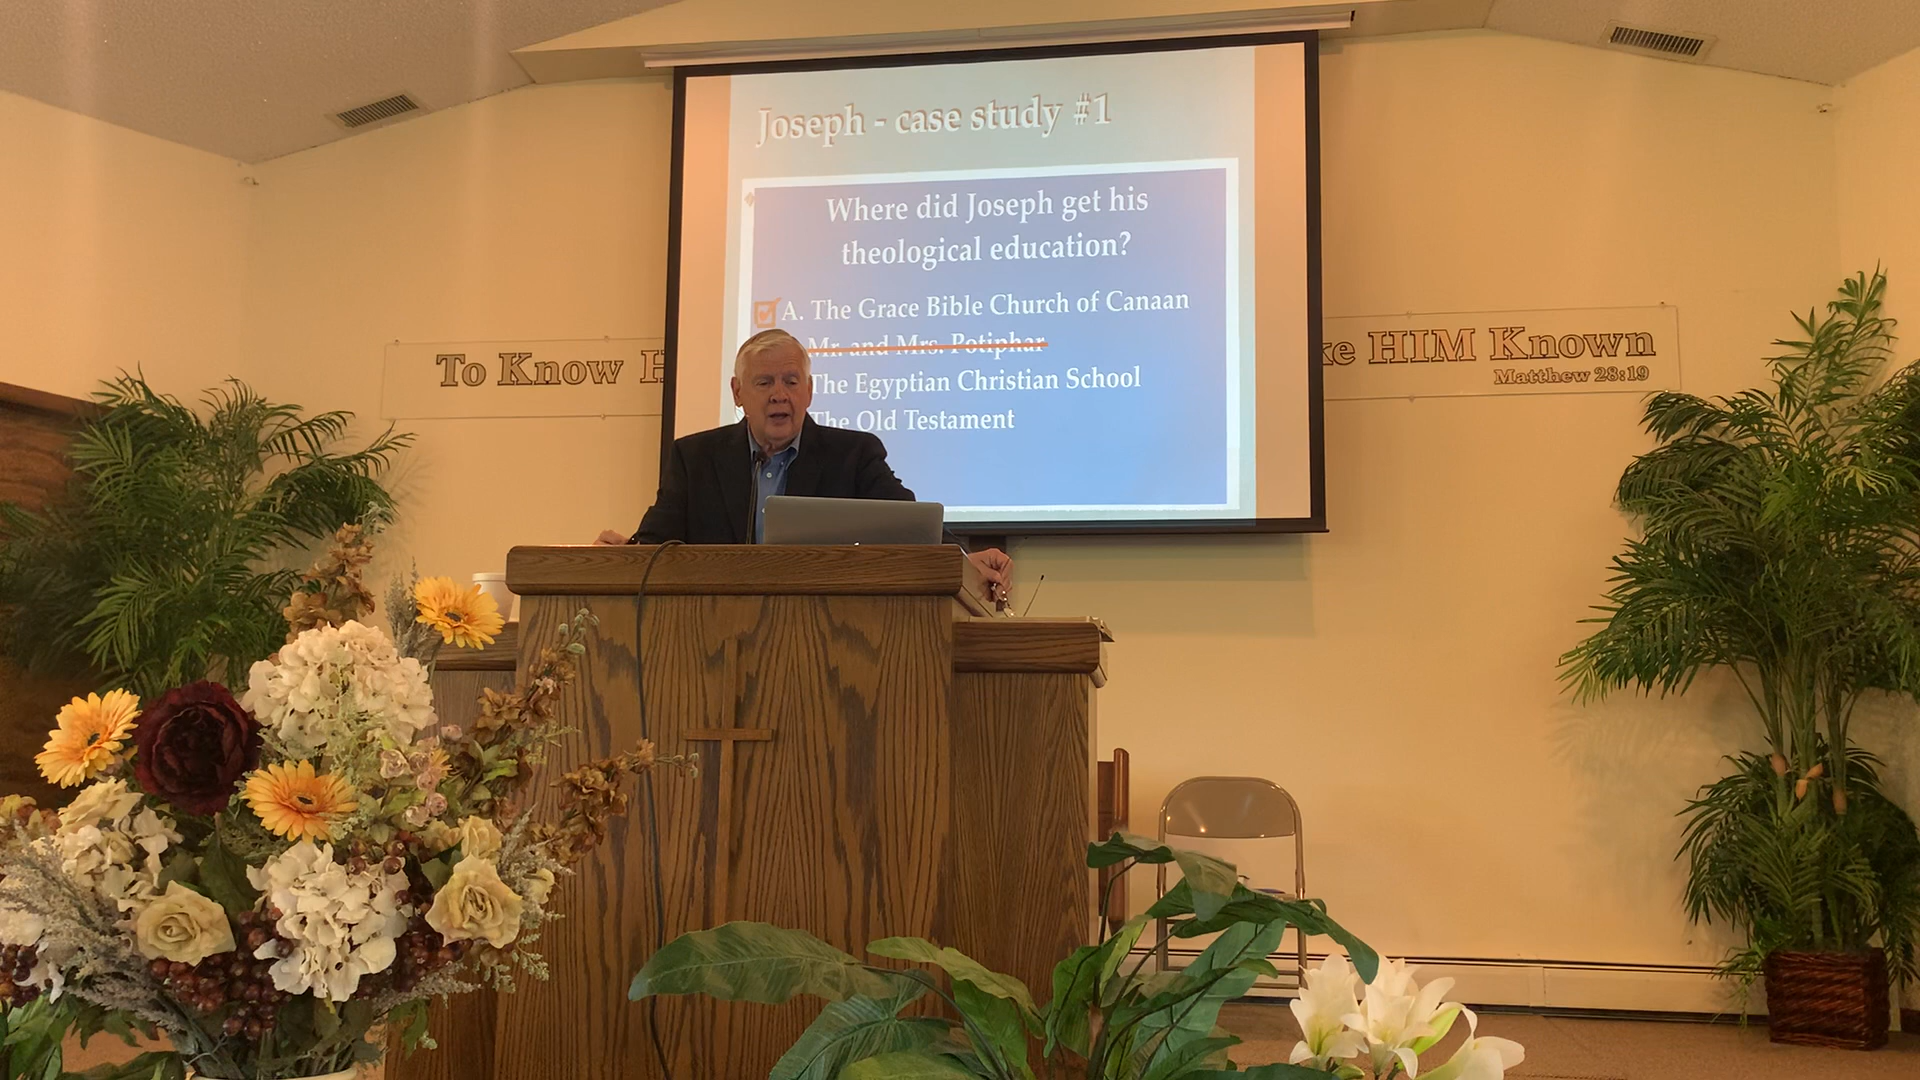 Joseph - case study #1
Where did Joseph get his
theological education?
A. The Grace Bible Church of Canaan
Mr. and Mrs. Potiphar
The Egyptian Christian School
The Old Testament
To Know H
ke HIM Known
Matthew 28:19